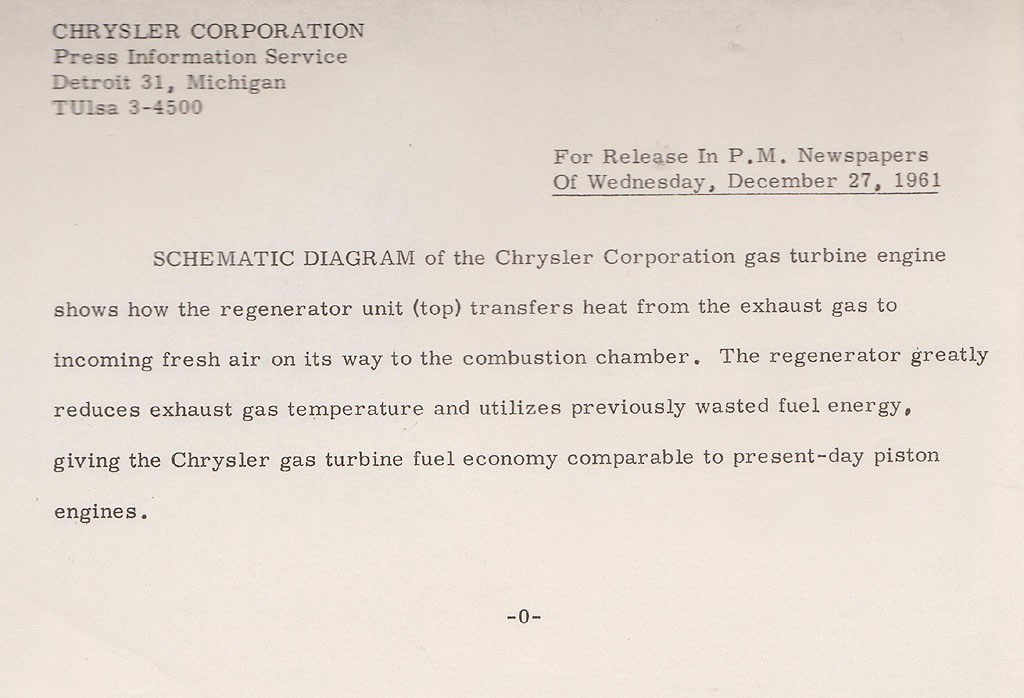 CHRYSLER CORPORATION
Press Information Service
Detroit 31, Michigan
TUlsa 3-4500
For Release In P.M. Newspapers
Of Wednesday, December 27, 1961
SCHEMATIC DIAGRAM of the Chrysler Corporation gas turbine engine
shows how the regenerator unit (top) transfers heat from the exhaust gas to
incoming fresh air on its way to the combustion chamber. The regenerator greatly
reduces exhaust gas temperature and utilizes previously wasted fuel energy,
giving the Chrysler gas turbine fuel economy comparable to present-day piston
engines.
-0-